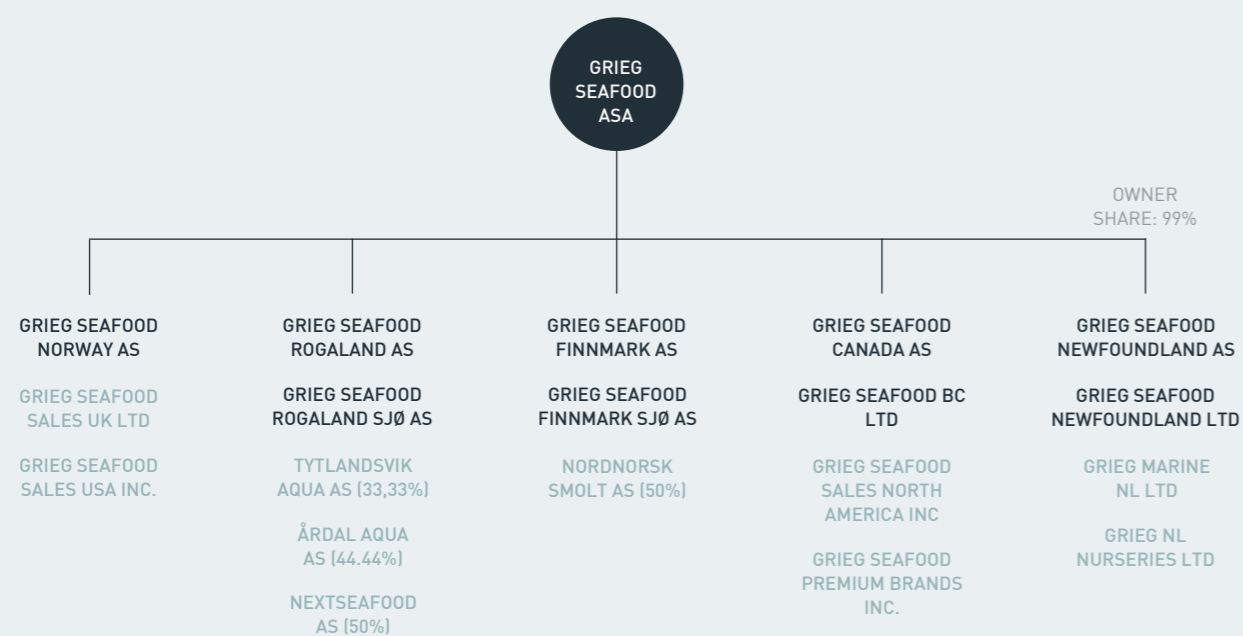 GRIEG
SEAFOOD
ASA
OWNER
SHARE: 99%
GRIEG SEAFOOD
NORWAY AS
GRIEG SEAFOOD
SALES UK LTD
GRIEG SEAFOOD
SALES USA INC.
GRIEG SEAFOOD
ROGALAND AS
GRIEG SEAFOOD
ROGALAND SJØ AS
TYTLANDSVIK
AQUA AS (33,33%)
ÅRDAL AQUA
AS (44.44%)
NEXTSEAFOOD
AS (50%)
GRIEG SEAFOOD
FINNMARK AS
GRIEG SEAFOOD
FINNMARK SJØ AS
NORDNORSK
SMOLT AS (50%)
GRIEG SEAFOOD
CANADA AS
GRIEG SEAFOOD BC
LTD
GRIEG SEAFOOD
SALES NORTH
AMERICA INC
GRIEG SEAFOOD
PREMIUM BRANDS
INC.
GRIEG SEAFOOD
NEWFOUNDLAND AS
GRIEG SEAFOOD
NEWFOUNDLAND LTD
GRIEG MARINE
NL LTD
GRIEG NL
NURSERIES LTD